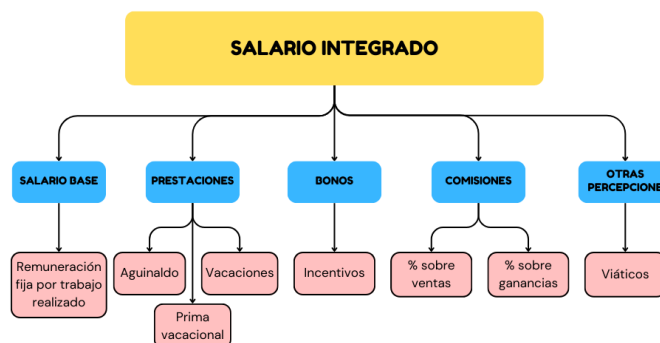 SALARIO INTEGRADO
SALARIO BASE
PRESTACIONES
BONOS
COMISIONES
OTRAS
PERCEPCIONE
Remuneración
fija por trabajo
realizado
Aguinaldo
Vacaciones
Prima
vacacional
Incentivos
% sobre
ventas
% sobre
ganancias
Viáticos